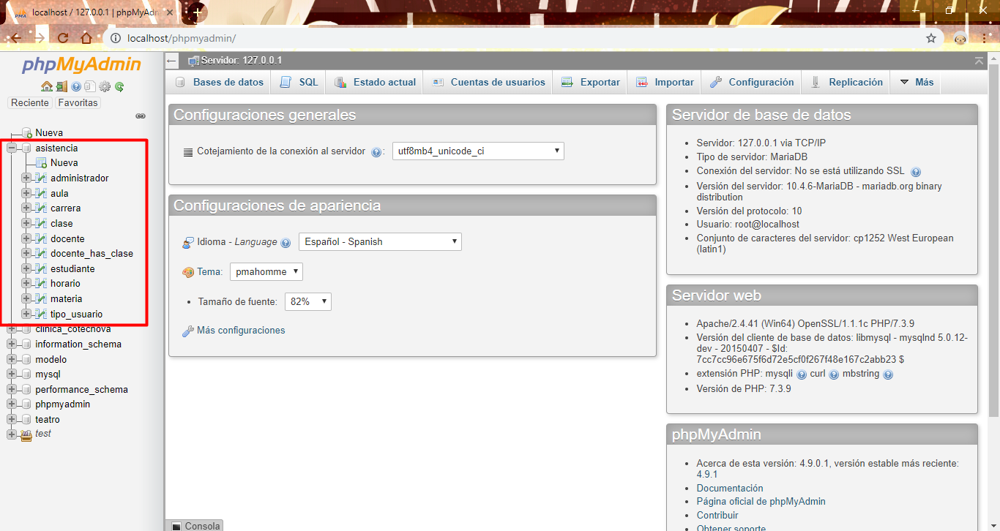 localhost / 127.0.0.1 | phpMyAdm
localhost/phpmyadmin/
phpMyAdmin
Reciente
Favoritas
Nueva
asistencia
Nueva
administrador
aula
carrera
clase
docente
docente_has_clase
estudiante
horario
materia
tipo_usuario
clinica_cotecnova
information_schema
modelo
mysql
performance_schema
phpmyadmin
teatro
test
Servidor: 127.0.0.1
Bases de datos
SQL
Estado actual
Cuentas de usuarios
Exportar
Importar
Configuración
Replicación
Más
Configuraciones generales
Cotejamiento de la conexión al servidor : utf8mb4_unicode_ci
Configuraciones de apariencia
Idioma - Language Español - Spanish
Tema: pmahomme
Tamaño de fuente: 82%
Más configuraciones
Servidor de base de datos
Servidor: 127.0.0.1 via TCP/IP
Tipo de servidor: MariaDB
Conexión del servidor: No se está utilizando SSL
Versión del servidor: 10.4.6-MariaDB - mariadb.org binary
distribution
Versión del protocolo: 10
Usuario: root@localhost
Conjunto de caracteres del servidor: cp1252 West European
(latin1)
Servidor web
Apache/2.4.41 (Win64) OpenSSL/1.1.1c PHP/7.3.9
Versión del cliente de base de datos: libmysql - mysqlnd 5.0.12-
dev - 20150407 - $Id:
7cc7cc96e675f6d72e5cf0f267f48e167c2abb23 $
extensión PHP: mysqli curl mbstring
Versión de PHP: 7.3.9
phpMyAdmin
Acerca de esta versión: 4.9.0.1, versión estable más reciente:
4.9.1
Documentación
Página oficial de phpMyAdmin
Contribuir
Obtener soporte
Consola